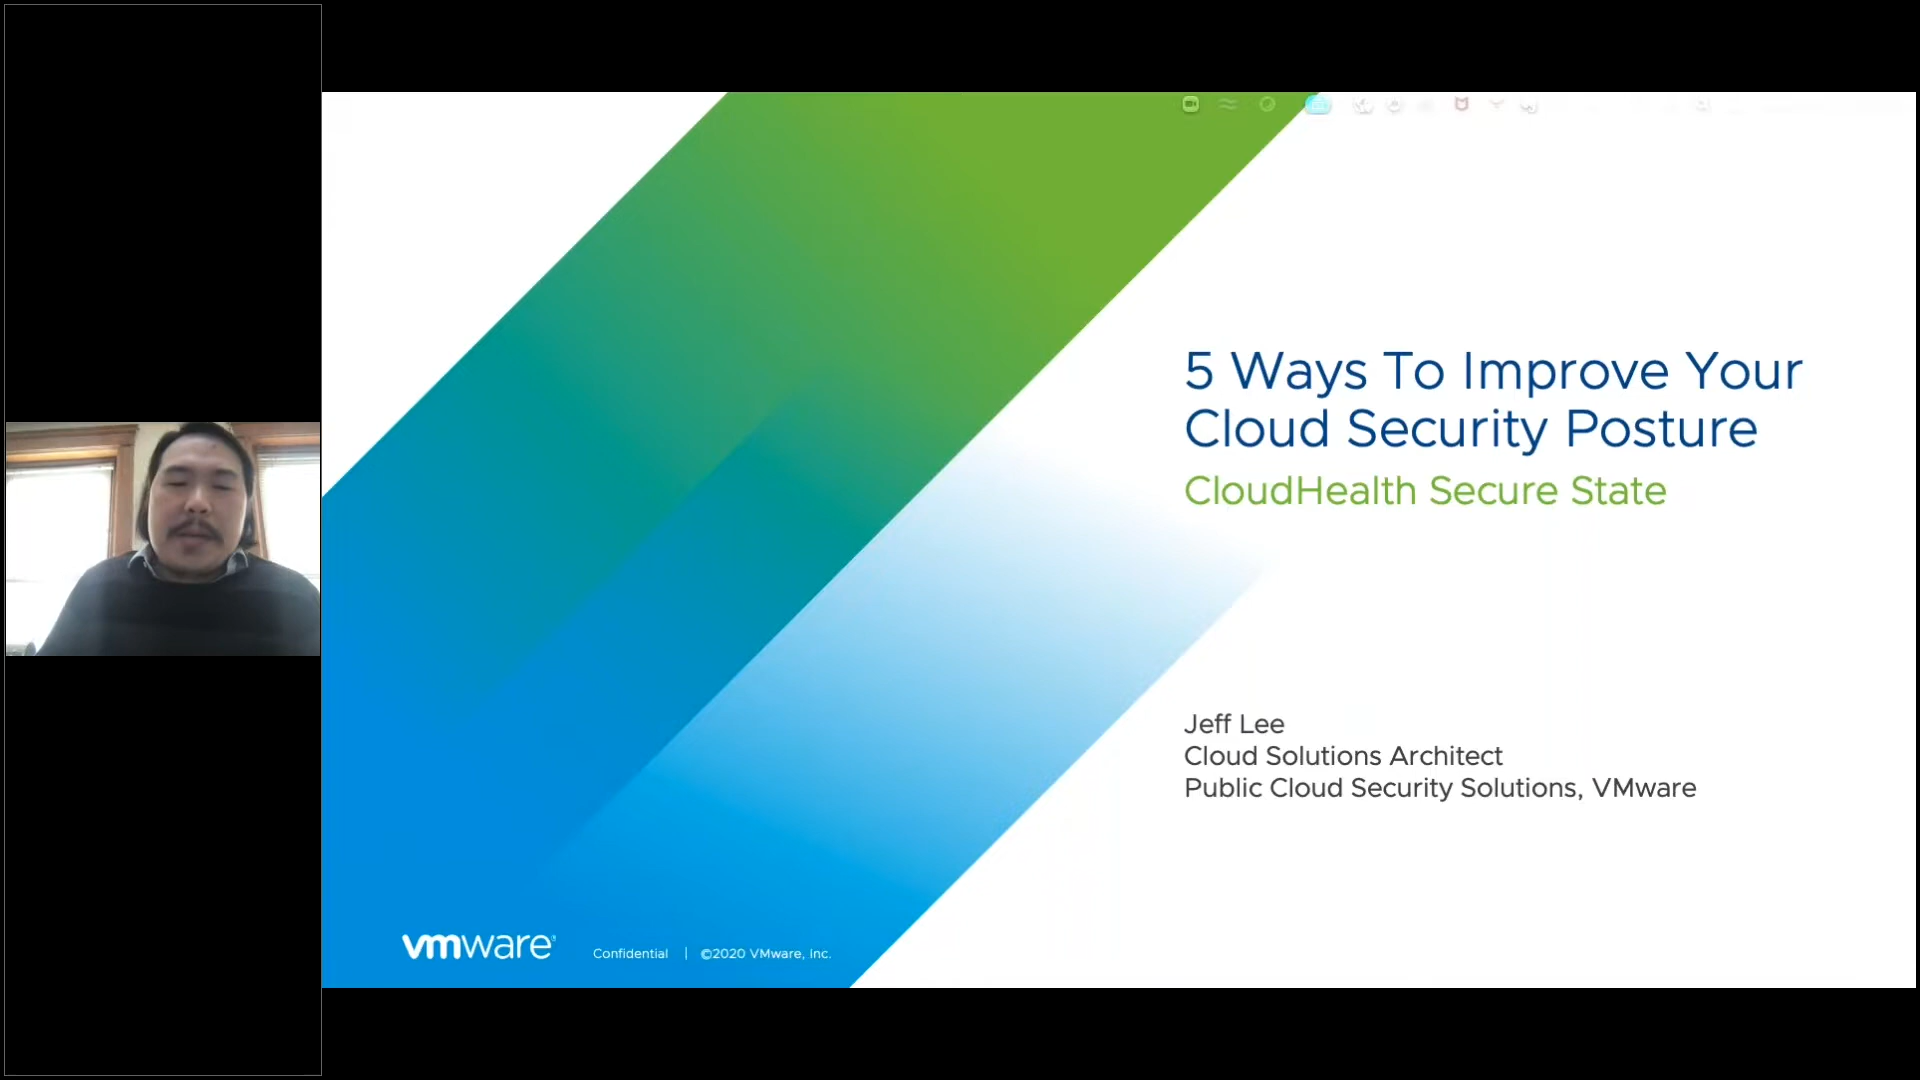 5 Ways To Improve Your
Cloud Security Posture
CloudHealth Secure State
Jeff Lee
Cloud Solutions Architect
Public Cloud Security Solutions, VMware
vmware®
Confidential | ©2020 VMware, Inc.